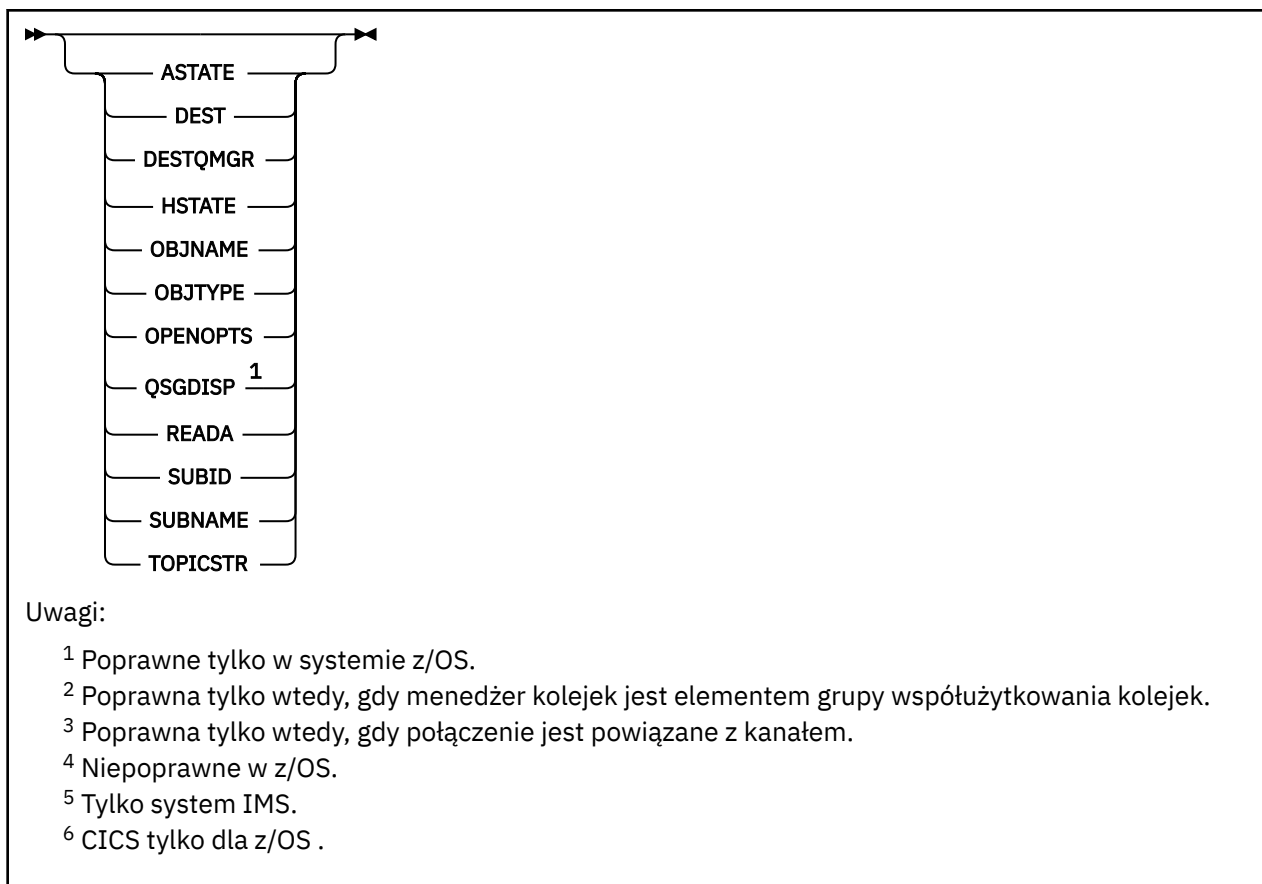 ASTATE
DEST
DESTQMGR
HSTATE
OBJNAME
OBJTYPE
OPENOPTS
QSGDISP 1
READA
SUBID
SUBNAME
TOPICSTR
Uwagi:
1 Poprawne tylko w systemie z/OS.
2 Poprawna tylko wtedy, gdy menedżer kolejek jest elementem grupy współużytkowania kolejek.
3 Poprawna tylko wtedy, gdy połączenie jest powiązane z kanałem.
4 Niepoprawne w z/OS.
5 Tylko system IMS.
6 CICS tylko dla z/OS .